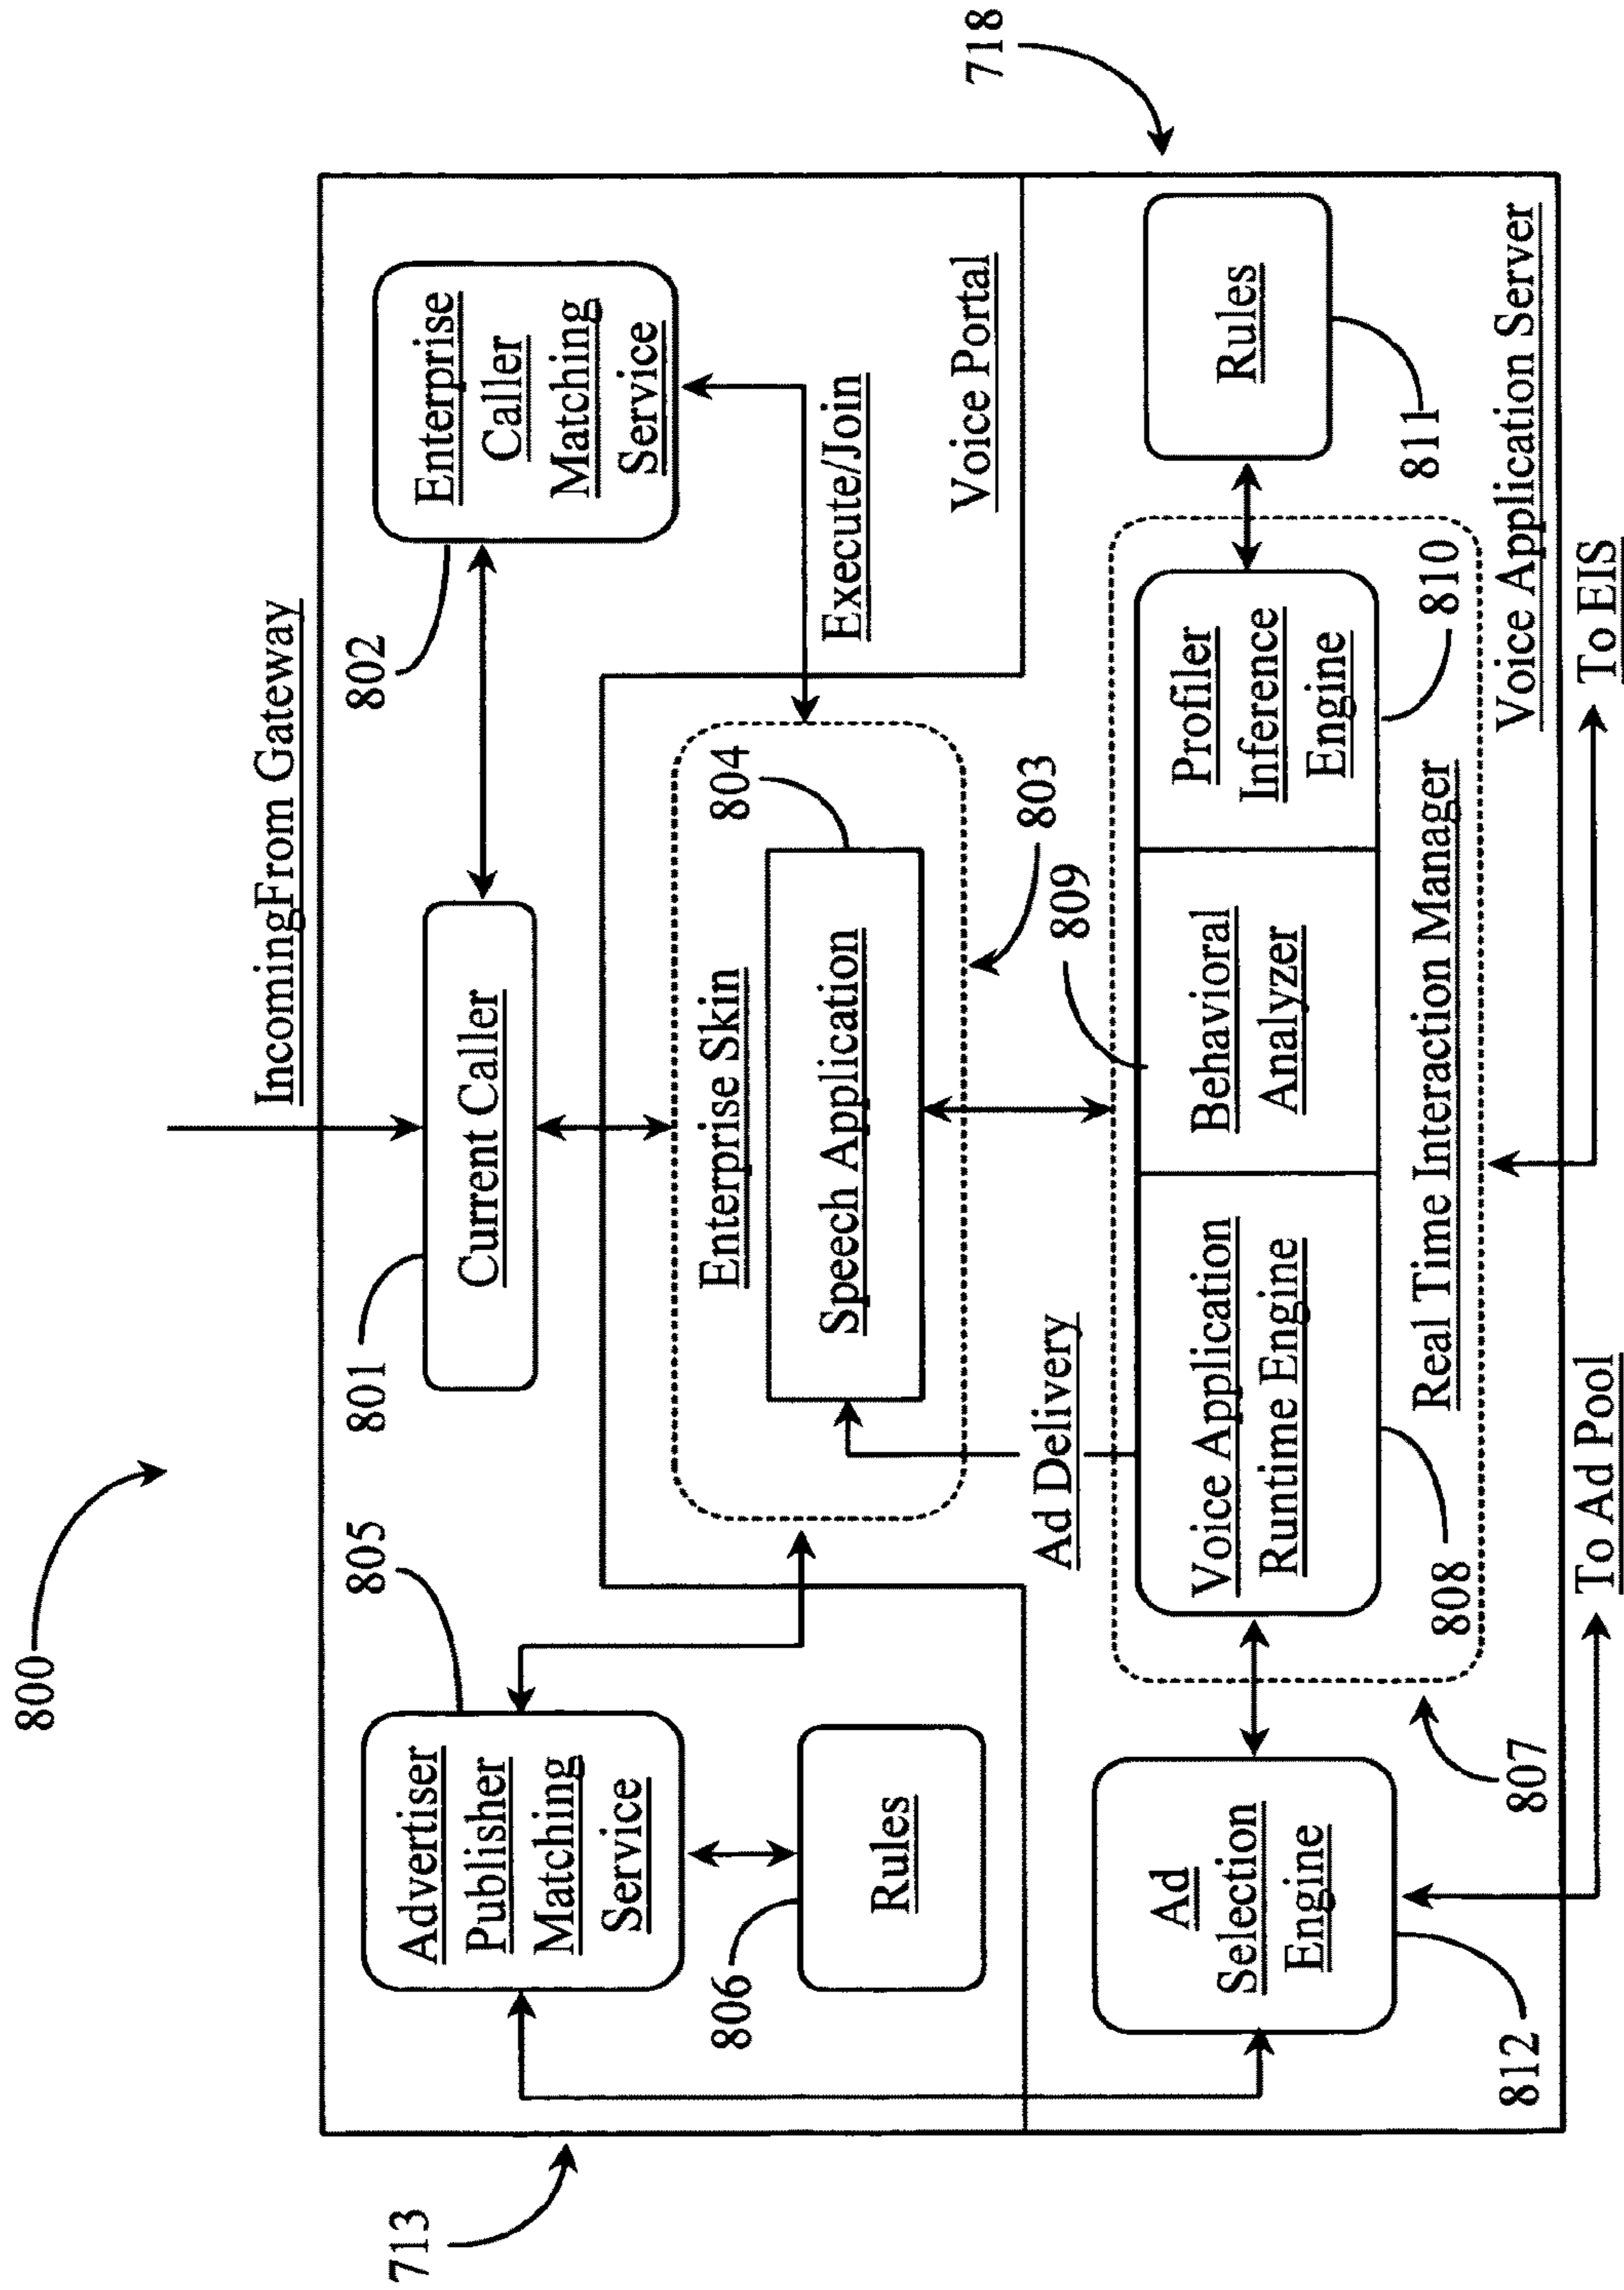 800
Incoming From Gateway
713
805
Advertiser
Publisher
Matching
Service
801
Current Caller
802
Enterprise
Caller
Matching
Service
806
Rules
Enterprise Skin
804
Speech Application
803
Execute/Join
Voice Portal
718
Ad Delivery
809
Ad
Selection
Engine
812
Voice Application
Runtime Engine
Behavioral
Analyzer
Profiler
Inference
Engine
Rules
811
807
808
Real Time Interaction Manager
810
Voice Application Server
To Ad Pool
To EIS